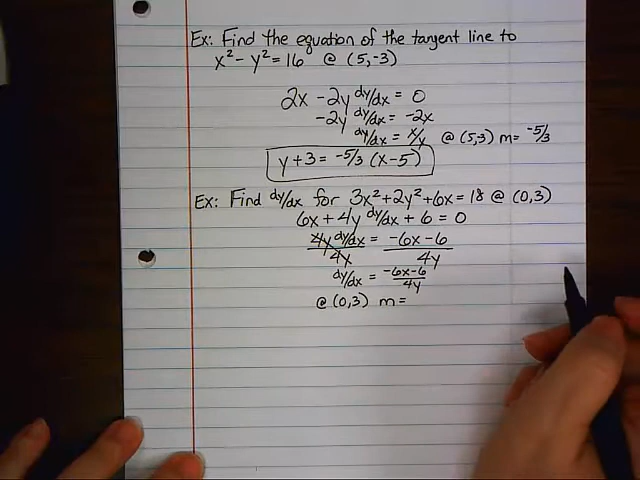 Ex: Find the equation of the tangent line to
x² - y² = 16 @ (5,-3)
2x - 2y dy/dx = 0
-2y dy/dx = -2x
dy/dx = x/y @ (5,3) m = -5/3
y + 3 = -5/3 (x - 5)
Ex: Find dy/dx for 3x² + 2y² + 6x = 18 @ (0,3)
6x + 4y dy/dx + 6 = 0
4y dy/dx / 4y = -6x - 6 / 4y
dy/dx = -6x-6 / 4y
@ (0,3) m =